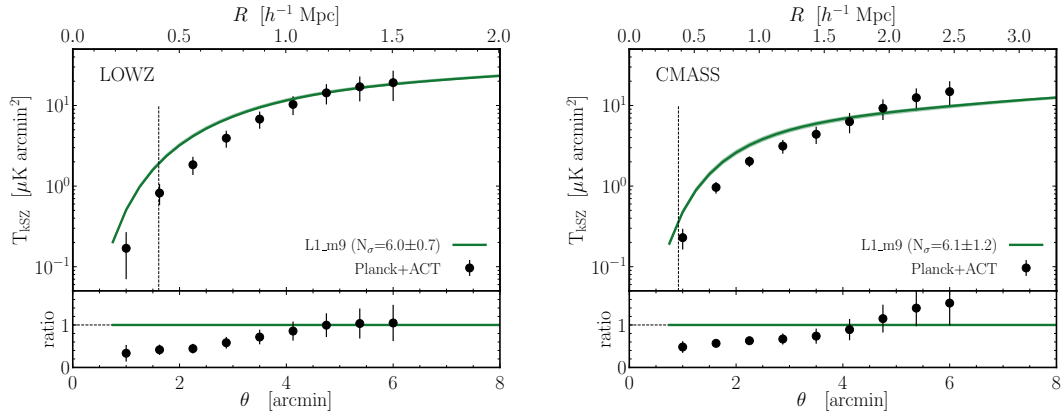 R [h⁻¹ Mpc]
0.0 0.5 1.0 1.5 2.0
LOWZ
T_kSZ [μK arcmin²]
10¹
10⁰
10⁻¹
L1_m9 (N_σ=6.0±0.7)
Planck+ACT
ratio
1
0
0 2 4 6 8
θ [arcmin]
R [h⁻¹ Mpc]
0.0 0.5 1.0 1.5 2.0 2.5 3.0
CMASS
T_kSZ [μK arcmin²]
10¹
10⁰
10⁻¹
L1_m9 (N_σ=6.1±1.2)
Planck+ACT
ratio
1
0
0 2 4 6 8
θ [arcmin]